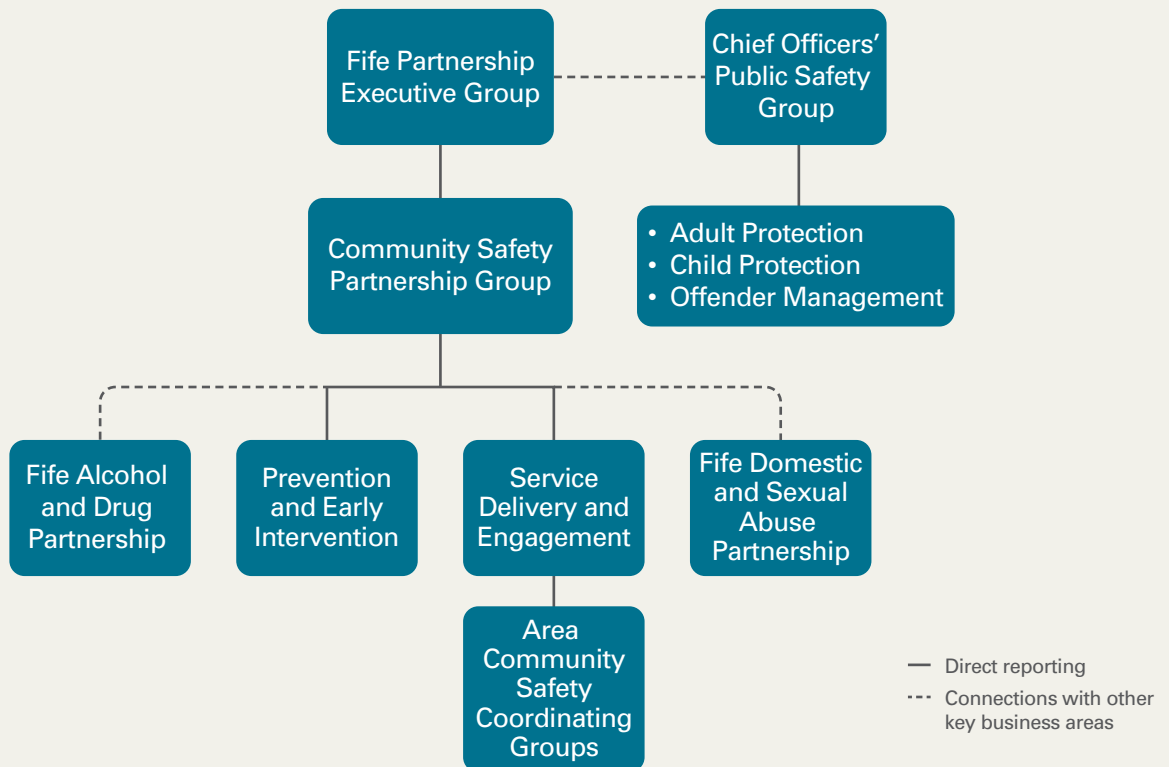 Fife Partnership
Executive Group
Chief Officers’
Public Safety
Group
Community Safety
Partnership Group
• Adult Protection
• Child Protection
• Offender Management
Fife Alcohol
and Drug
Partnership
Prevention
and Early
Intervention
Service
Delivery and
Engagement
Fife Domestic
and Sexual
Abuse
Partnership
Area
Community
Safety
Coordinating
Groups
Direct reporting
Connections with other
key business areas